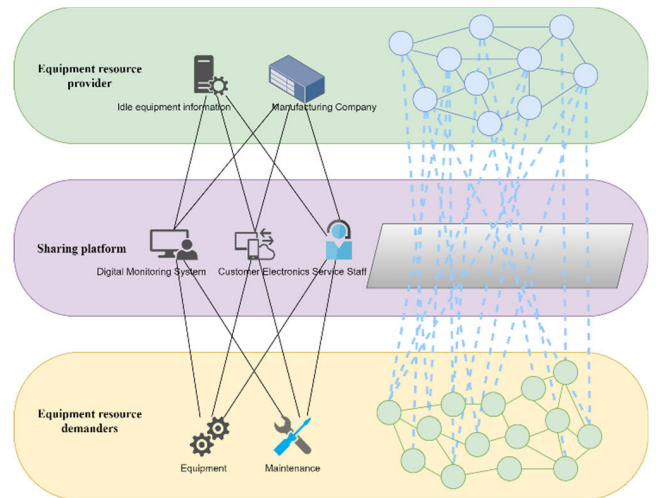 Equipment resource
provider
Idle equipment information
Manufacturing Company
Sharing platform
Digital Monitoring System
Customer Electronics
Service Staff
Equipment resource
demanders
Equipment
Maintenance